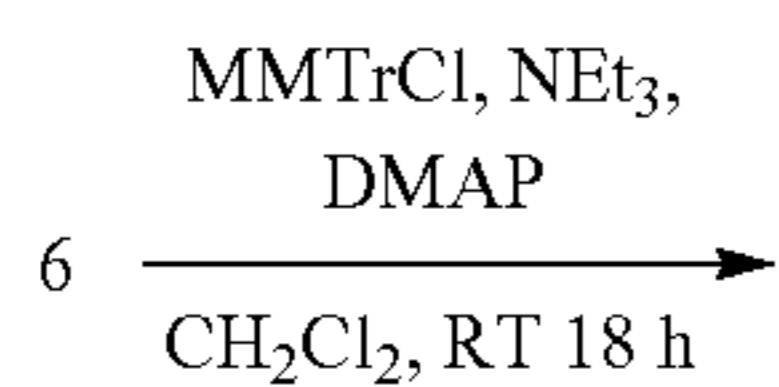 MMTrCl, NEt₃,
DMAP
6
CH₂Cl₂, RT 18 h